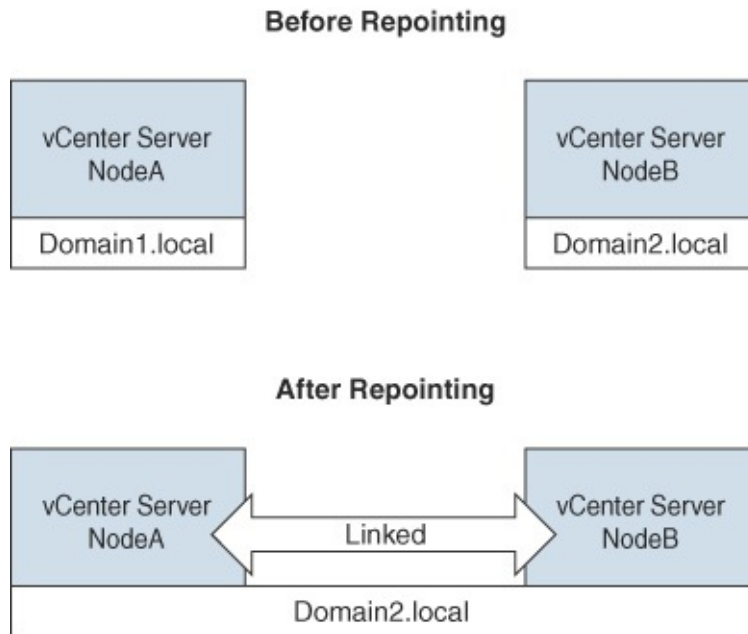 Before Repointing
vCenter Server
NodeA
Domain1.local
vCenter Server
NodeB
Domain2.local
After Repointing
vCenter Server
NodeA
Linked
vCenter Server
NodeB
Domain2.local